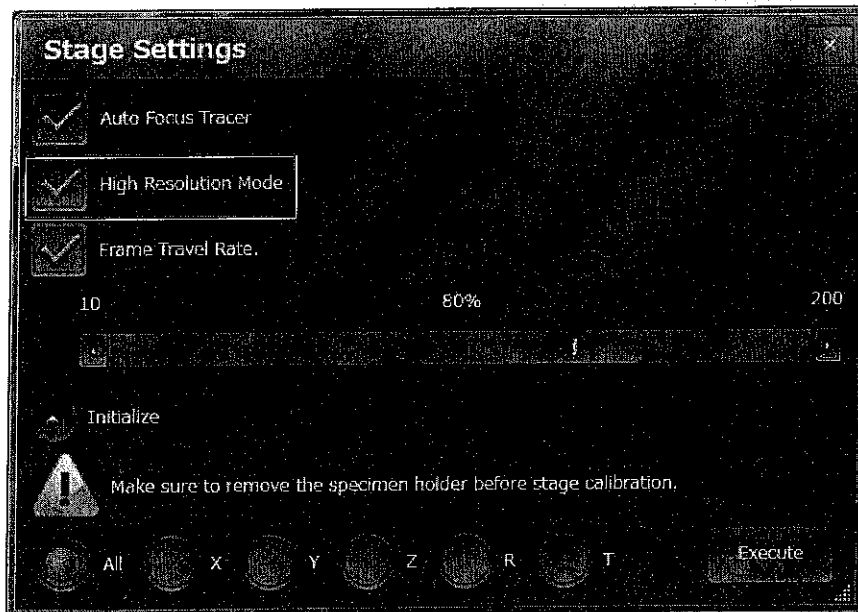 Stage Settings
Auto Focus Tracer
High Resolution Mode
Frame Travel Rate.
10 80% 200
Initialize
Make sure to remove the specimen holder before stage calibration.
All X Y Z R T Execute